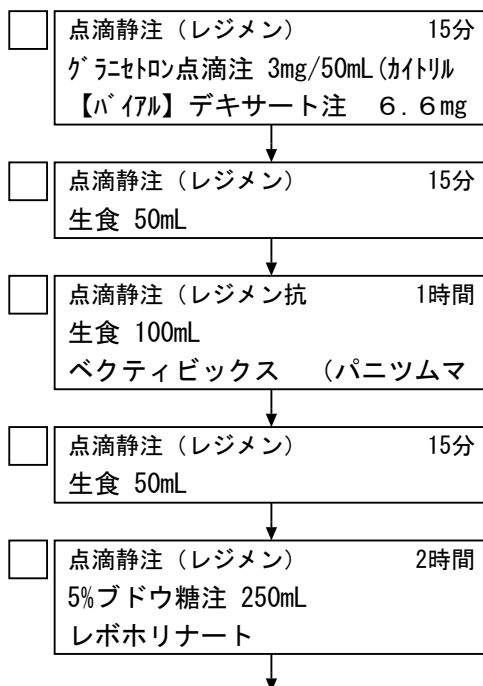 点滴静注（レジメン） 15分
ｸﾞﾗﾆｾﾄﾛﾝ点滴注 3mg/50mL(ｶｲﾄﾘﾙ
【ﾊﾞｲｱﾙ】デキサート注　６.６mg
点滴静注（レジメン） 15分
生食 50mL
点滴静注（レジメン抗 1時間
生食 100mL
ベクティビックス　（パニツムマ
点滴静注（レジメン） 15分
生食 50mL
点滴静注（レジメン） 2時間
5%ブドウ糖注 250mL
レボホリナート